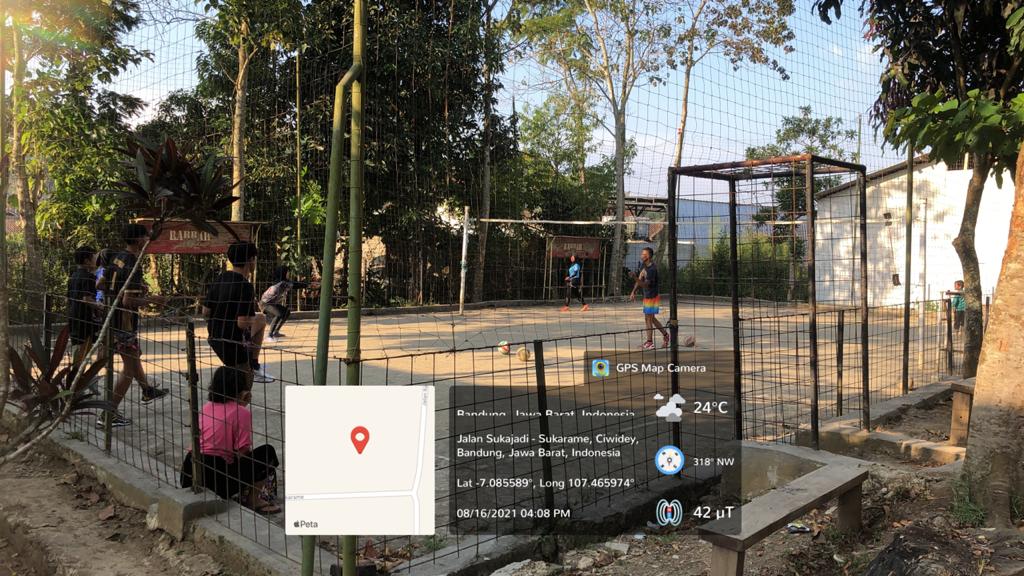 BARBAR
GPS Map Camera
Bandung, Jawa Barat, Indonesia
24°C
Jalan Sukajadi - Sukarame, Ciwidey,
Bandung, Jawa Barat, Indonesia
318° NW
Lat -7.085589°, Long 107.465974°
08/16/2021 04:08 PM
42 µT
Peta